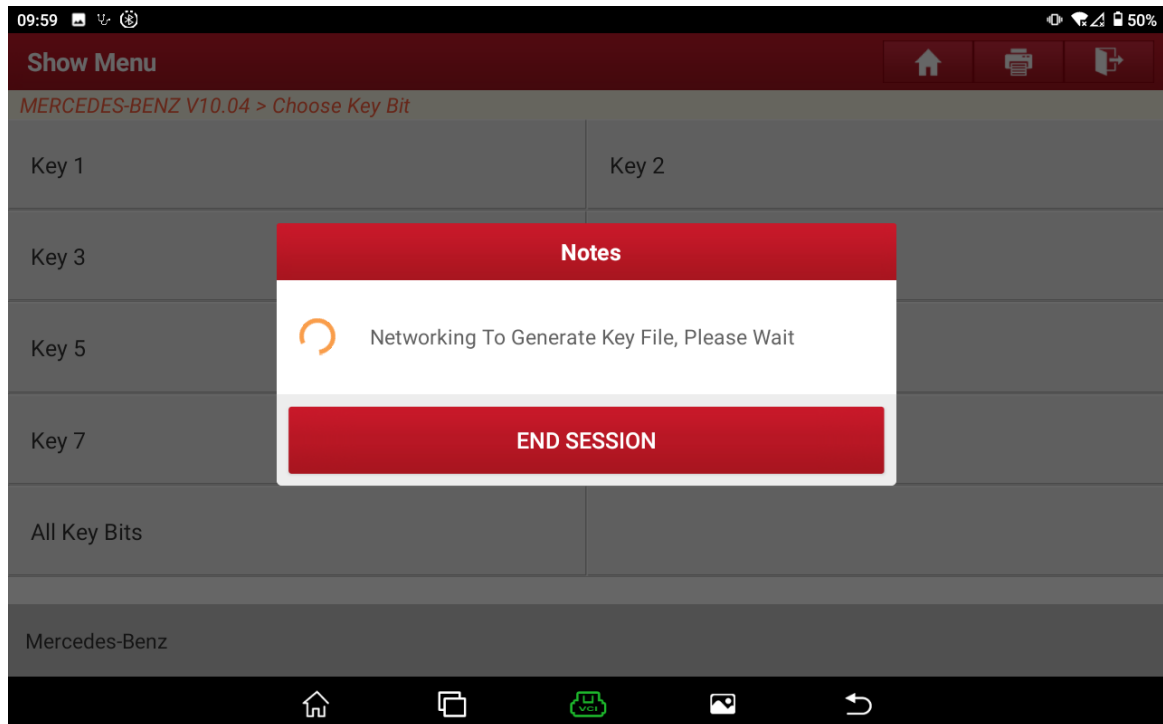 09:59
50%
Show Menu
MERCEDES-BENZ V10.04 > Choose Key Bit
Key 1
Key 2
Key 3
Notes
Networking To Generate Key File, Please Wait
Key 5
Key 7
END SESSION
All Key Bits
Mercedes-Benz
VCI